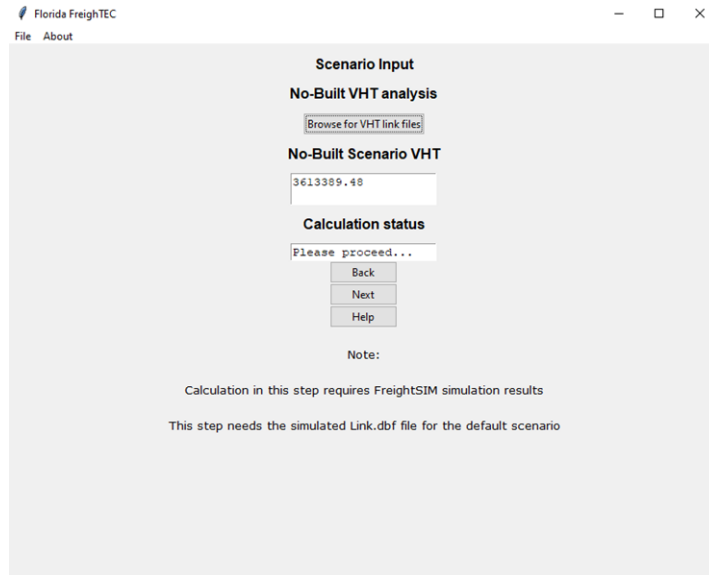 Florida FreighTEC
File About
Scenario Input
No-Built VHT analysis
Browse for VHT link files
No-Built Scenario VHT
3613389.48
Calculation status
Please proceed...
Back
Next
Help
Note:
Calculation in this step requires FreightSIM simulation results
This step needs the simulated Link.dbf file for the default scenario